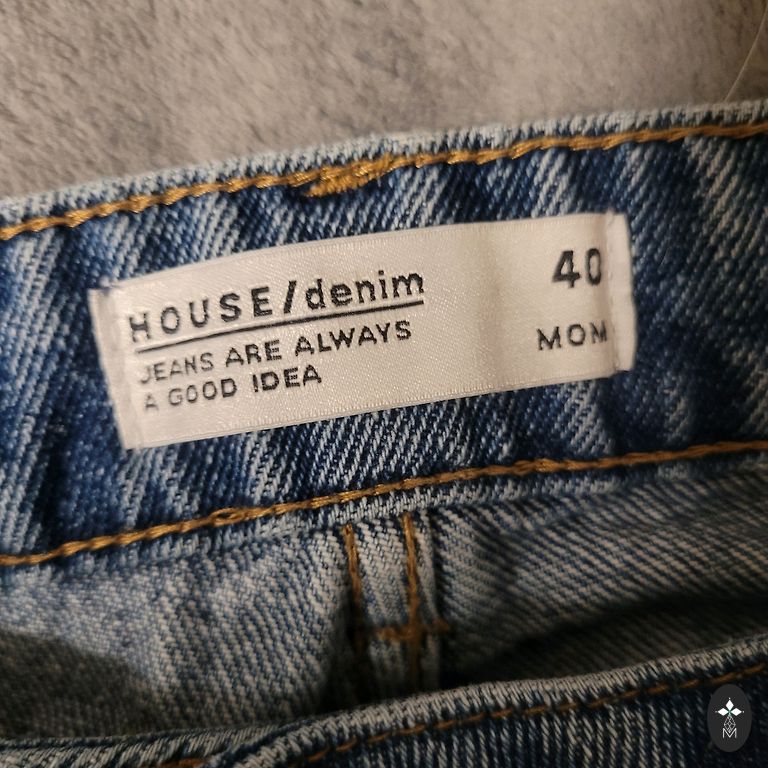 HOUSE/denim
JEANS ARE ALWAYS
A GOOD IDEA
40
MOM